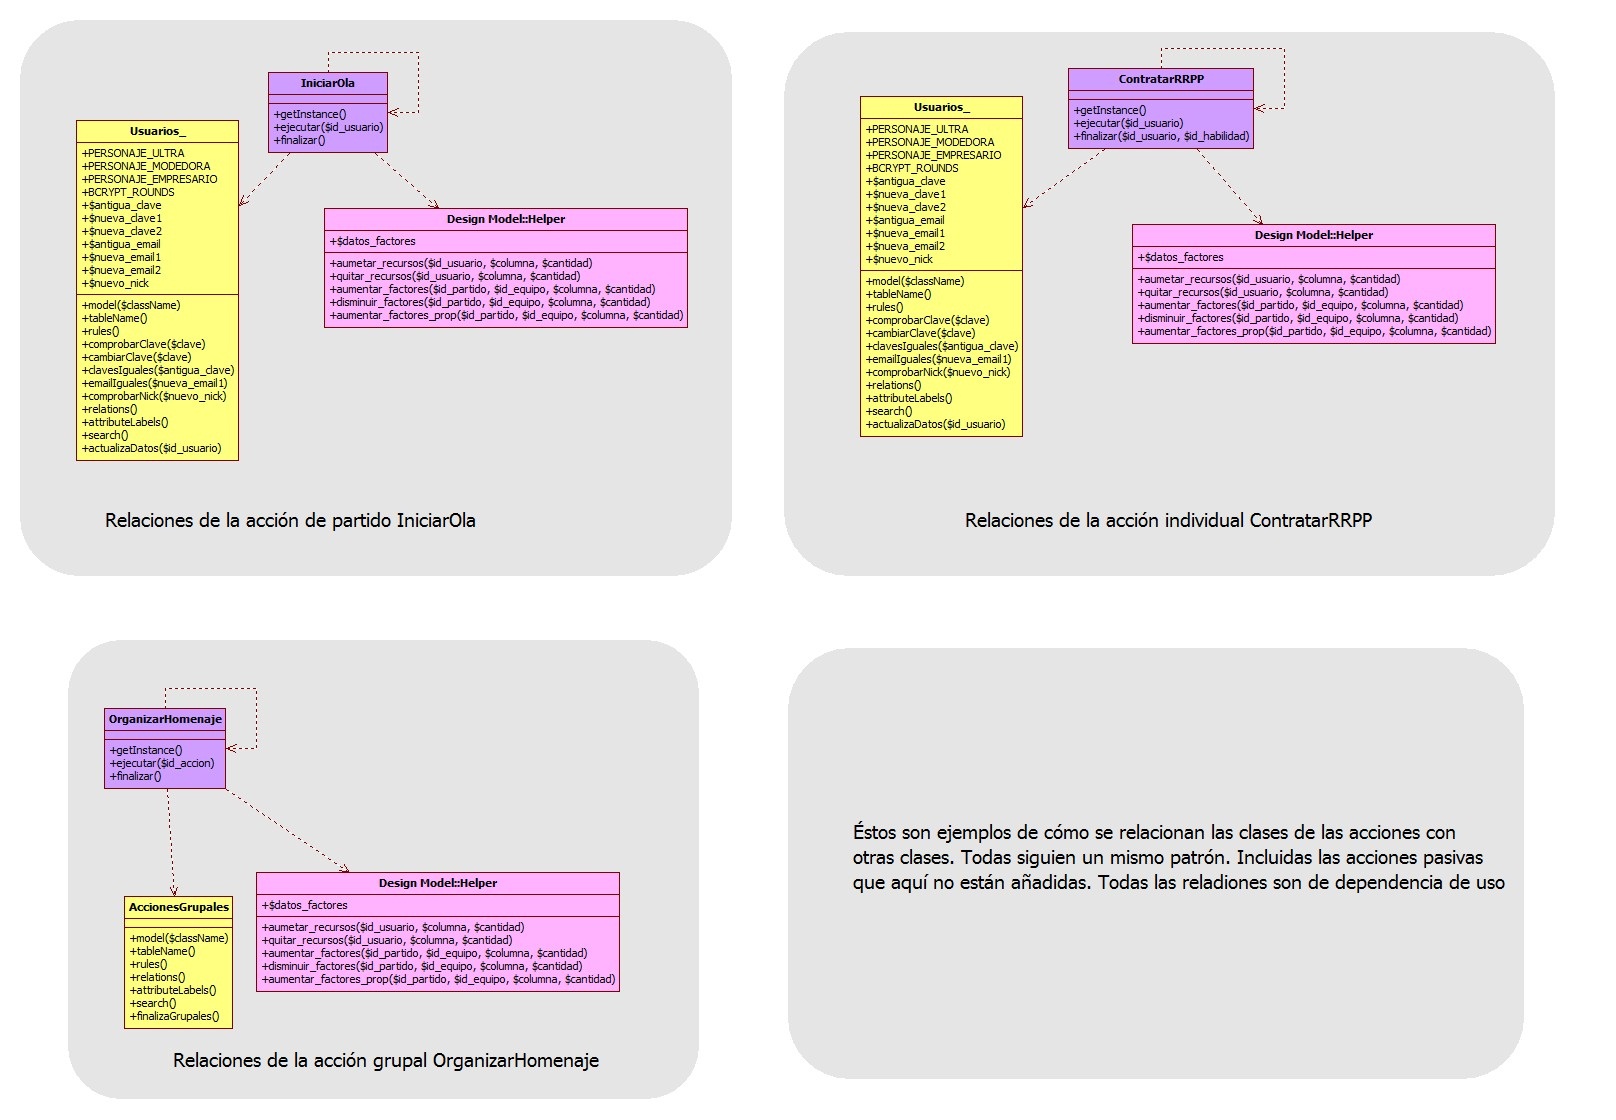 IniciarOla
+getInstance()
+ejecutar($id_usuario)
+finalizar()
Usuarios_
+PERSONAJE_ULTRA
+PERSONAJE_MODEDORA
+PERSONAJE_EMPRESARIO
+BCRYPT_ROUNDS
+$antigua_clave
+$nueva_clave1
+$nueva_clave2
+$antigua_email
+$nueva_email1
+$nueva_email2
+$nuevo_nick
+model($className)
+tableName()
+rules()
+comprobarClave($clave)
+cambiarClave($clave)
+clavesIguales($antigua_clave)
+emailIguales($nueva_email1)
+comprobarNick($nuevo_nick)
+relations()
+attributeLabels()
+search()
+actualizaDatos($id_usuario)
Design Model::Helper
+$datos_factores
+aumetar_recursos($id_usuario, $columna, $cantidad)
+quitar_recursos($id_usuario, $columna, $cantidad)
+aumentar_factores($id_partido, $id_equipo, $columna, $cantidad)
+disminuir_factores($id_partido, $id_equipo, $columna, $cantidad)
+aumentar_factores_prop($id_partido, $id_equipo, $columna, $cantidad)
Relaciones de la acción de partido IniciarOla
ContratarRRPP
+getInstance()
+ejecutar($id_usuario)
+finalizar($id_usuario, $id_habilidad)
Usuarios_
+PERSONAJE_ULTRA
+PERSONAJE_MODEDORA
+PERSONAJE_EMPRESARIO
+BCRYPT_ROUNDS
+$antigua_clave
+$nueva_clave1
+$nueva_clave2
+$antigua_email
+$nueva_email1
+$nueva_email2
+$nuevo_nick
+model($className)
+tableName()
+rules()
+comprobarClave($clave)
+cambiarClave($clave)
+clavesIguales($antigua_clave)
+emailIguales($nueva_email1)
+comprobarNick($nuevo_nick)
+relations()
+attributeLabels()
+search()
+actualizaDatos($id_usuario)
Design Model::Helper
+$datos_factores
+aumetar_recursos($id_usuario, $columna, $cantidad)
+quitar_recursos($id_usuario, $columna, $cantidad)
+aumentar_factores($id_partido, $id_equipo, $columna, $cantidad)
+disminuir_factores($id_partido, $id_equipo, $columna, $cantidad)
+aumentar_factores_prop($id_partido, $id_equipo, $columna, $cantidad)
Relaciones de la acción individual ContratarRRPP
OrganizarHomenaje
+getInstance()
+ejecutar($id_accion)
+finalizar()
AccionesGrupales
+model($className)
+tableName()
+rules()
+relations()
+attributeLabels()
+search()
+finalizaGrupales()
Design Model::Helper
+$datos_factores
+aumetar_recursos($id_usuario, $columna, $cantidad)
+quitar_recursos($id_usuario, $columna, $cantidad)
+aumentar_factores($id_partido, $id_equipo, $columna, $cantidad)
+disminuir_factores($id_partido, $id_equipo, $columna, $cantidad)
+aumentar_factores_prop($id_partido, $id_equipo, $columna, $cantidad)
Relaciones de la acción grupal OrganizarHomenaje
Éstos son ejemplos de cómo se relacionan las clases de las acciones con
otras clases. Todas siguien un mismo patrón. Incluidas las acciones pasivas
que aquí no están añadidas. Todas las reladiones son de dependencia de uso